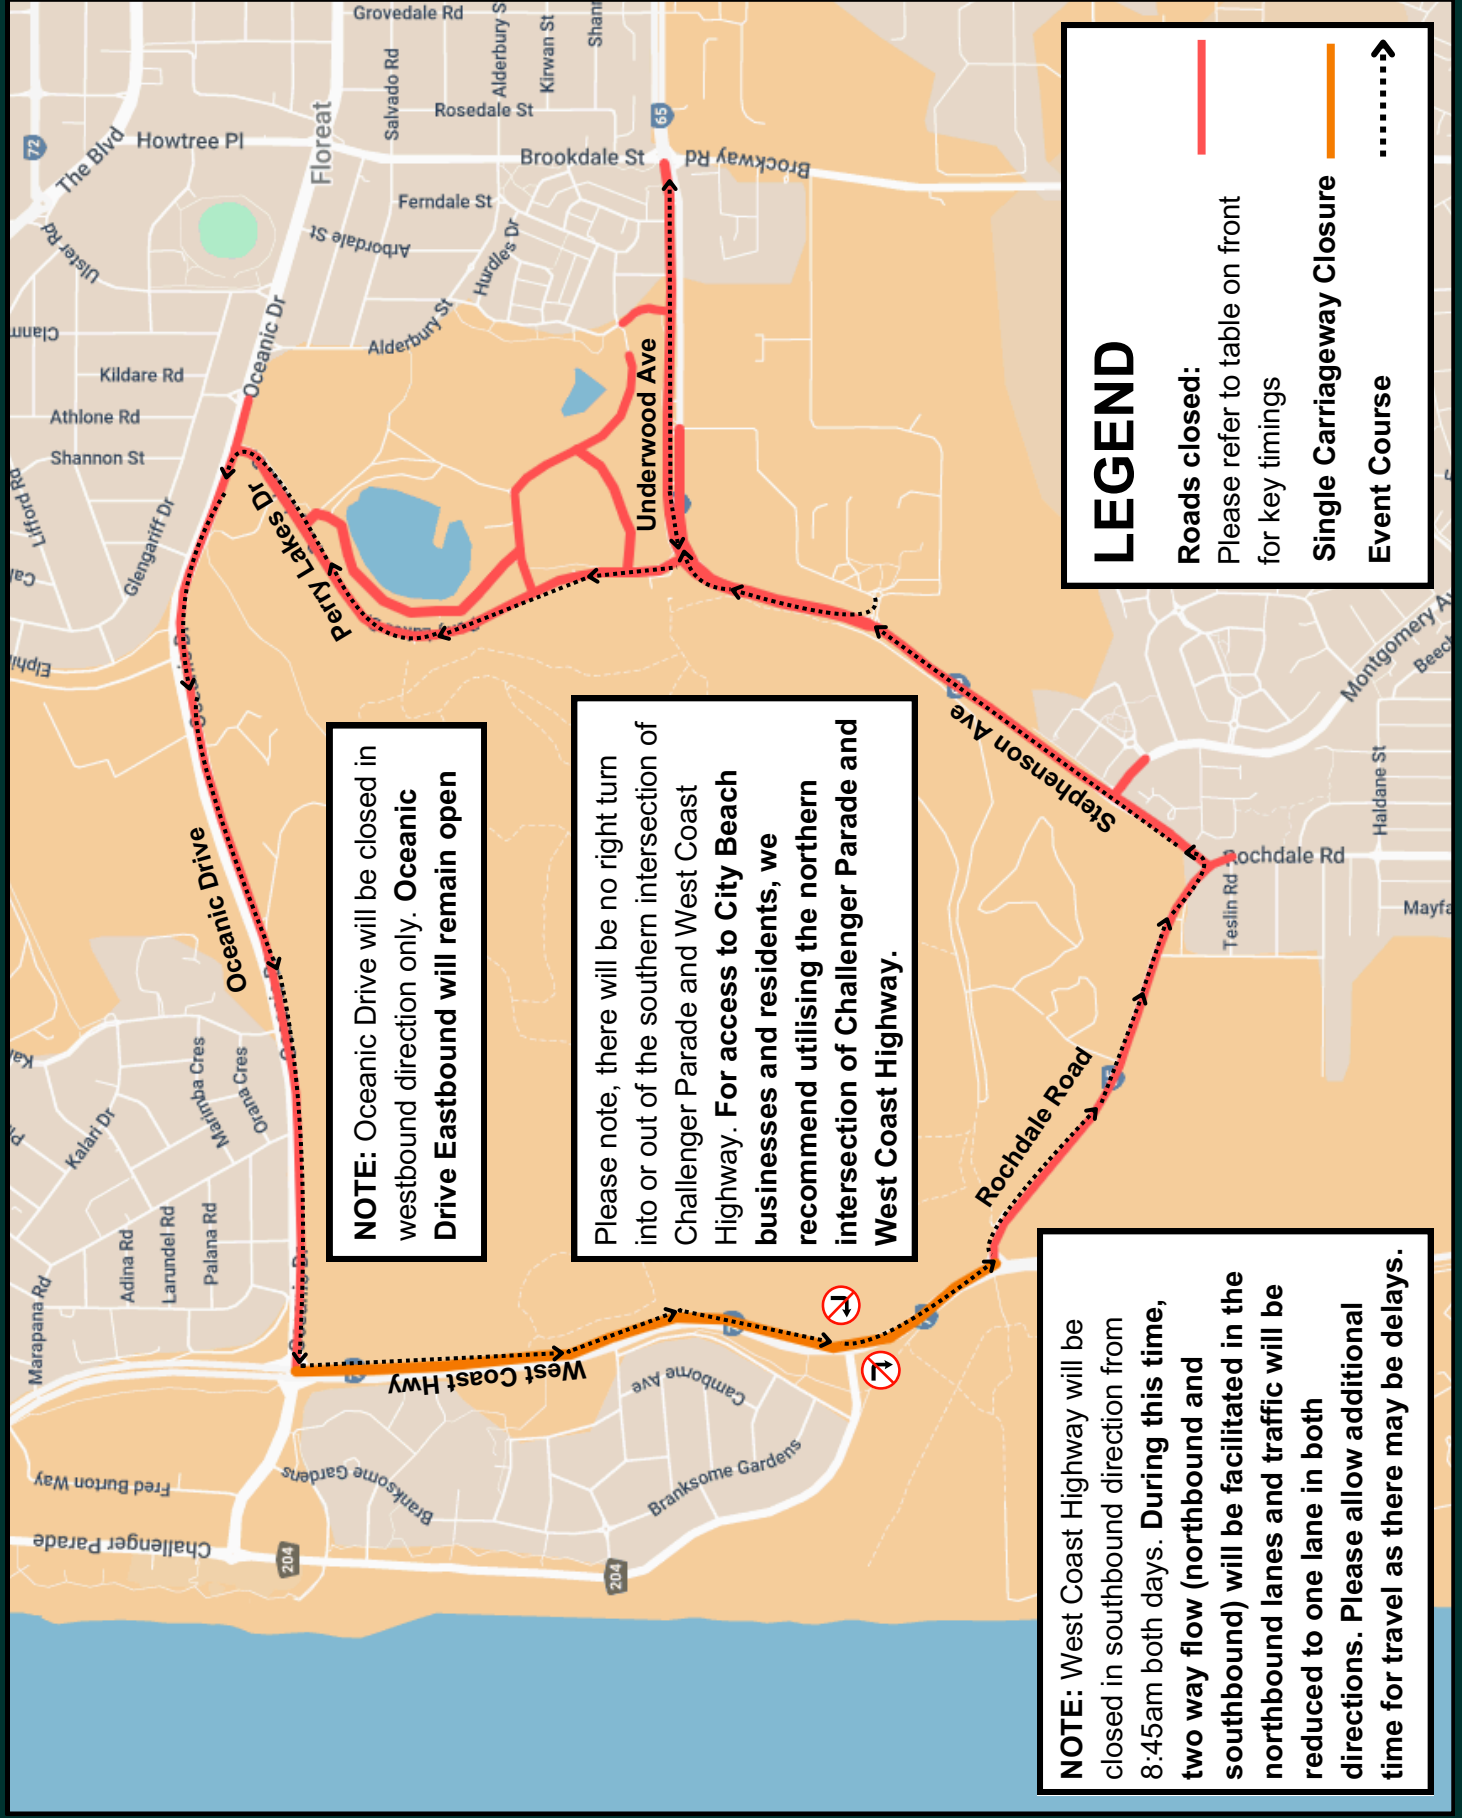 Grovedale Rd
Salvado Rd
Alderbury S
Kirwan St
Shann
Rosedale St
72
The Blvd
Howtree Pl
Floreat
65
Brookdale St
Brockway Rd
Ulster Rd
Ferndale St
Arbordale St
Hurdles Dr
Oceanic Dr
Alderbury St
Kildare Rd
Athlone Rd
Shannon St
Lifford Rd
Glengariff Dr
Perry Lakes Dr
Underwood Ave
Oceanic Drive
Stephenson Ave
Montgomery Av
Beech
Haldane St
Rochdale Rd
Teslin Rd
Mayfa
Rochdale Road
Kalari Dr
Marimba Cres
Orana Cres
Marapana Rd
Adina Rd
Larundel Rd
Palana Rd
West Coast Hwy
Camborne Ave
Branksome Gardens
Branksome Gardens
Fred Burton Way
Challenger Parade
204
204
LEGEND
Roads closed:
Please refer to table on front
for key timings
Single Carriageway Closure
Event Course
NOTE: Oceanic Drive will be closed in
westbound direction only. Oceanic
Drive Eastbound will remain open
Please note, there will be no right turn
into or out of the southern intersection of
Challenger Parade and West Coast
Highway. For access to City Beach
businesses and residents, we
recommend utilising the northern
intersection of Challenger Parade and
West Coast Highway.
NOTE: West Coast Highway will be
closed in southbound direction from
8:45am both days. During this time,
two way flow (northbound and
southbound) will be facilitated in the
northbound lanes and traffic will be
reduced to one lane in both
directions. Please allow additional
time for travel as there may be delays.